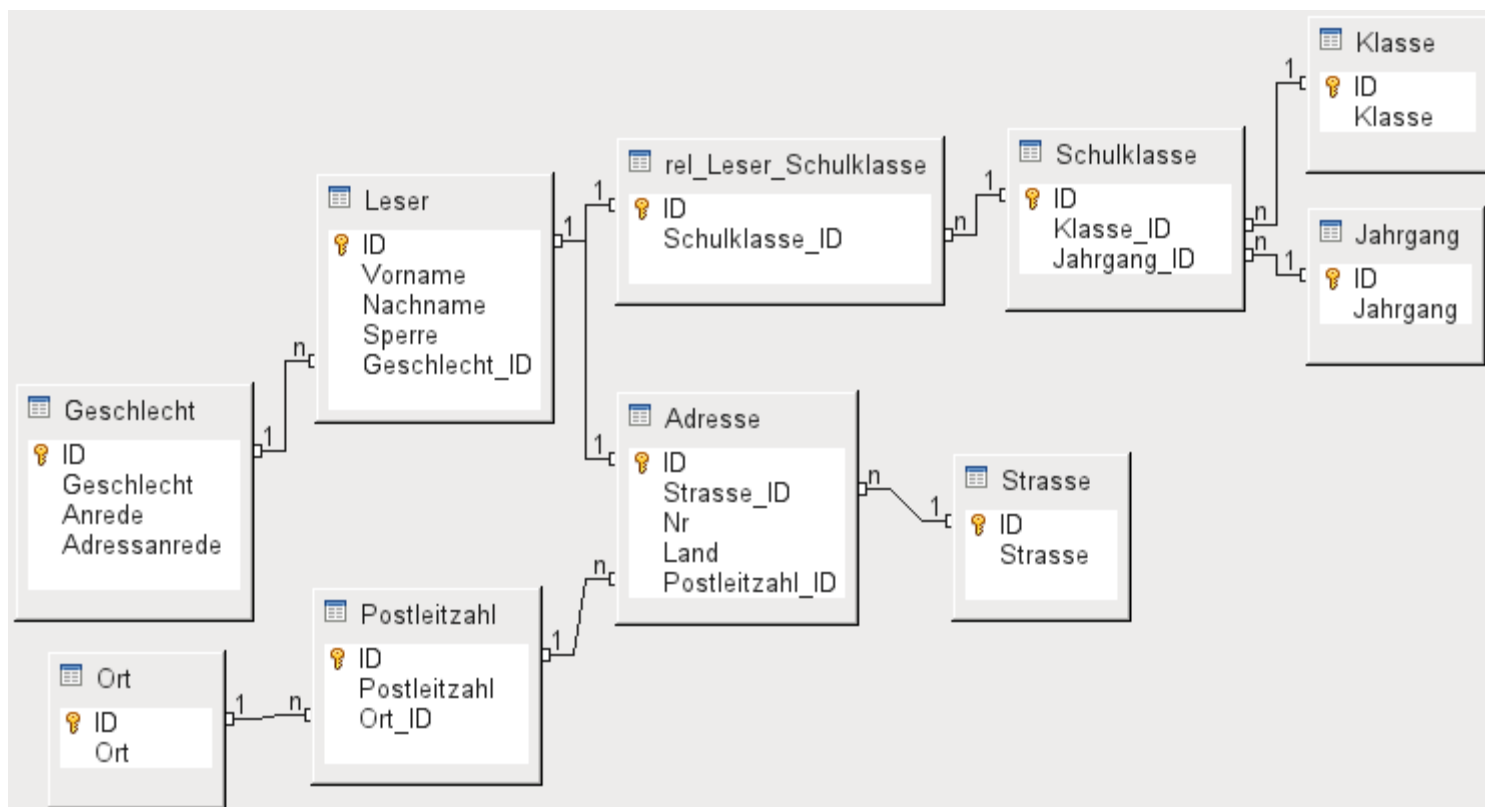 Klasse
ID
Klasse
1
n
Schulklasse
ID
Klasse_ID
Jahrgang_ID
1
n
1
n
rel_Leser_Schulklasse
ID
Schulklasse_ID
1
Leser
ID
Vorname
Nachname
Sperre
Geschlecht_ID
1
n
Jahrgang
ID
Jahrgang
Geschlecht
ID
Geschlecht
Anrede
Adressanrede
1
Adresse
ID
Strasse_ID
Nr
Land
Postleitzahl_ID
1
n
n
Strasse
ID
Strasse
1
Postleitzahl
ID
Postleitzahl
Ort_ID
1
n
Ort
ID
Ort
1